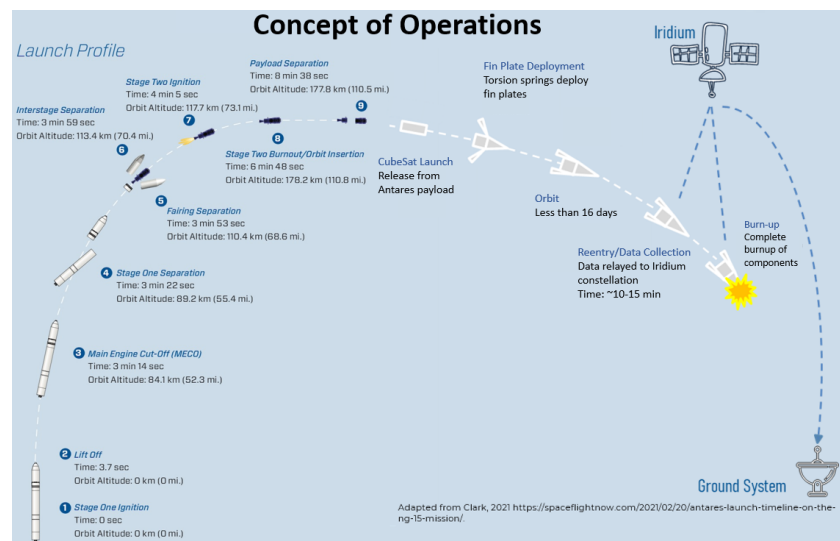 Concept of Operations
Launch Profile
Iridium
Payload Separation
Time: 8 min 38 sec
Orbit Altitude: 177.8 km (110.5 mi.)
9
Stage Two Ignition
Time: 4 min 5 sec
Orbit Altitude: 117.7 km (73.1 mi.)
7
Interstage Separation
Time: 3 min 59 sec
Orbit Altitude: 113.4 km (70.4 mi.)
6
8
Stage Two Burnout/Orbit Insertion
Time: 6 min 48 sec
Orbit Altitude: 178.2 km (110.8 mi.)
5
Fairing Separation
Time: 3 min 53 sec
Orbit Altitude: 110.4 km (68.6 mi.)
4 Stage One Separation
Time: 3 min 22 sec
Orbit Altitude: 89.2 km (55.4 mi.)
3 Main Engine Cut-Off (MECO)
Time: 3 min 14 sec
Orbit Altitude: 84.1 km (52.3 mi.)
2 Lift Off
Time: 3.7 sec
Orbit Altitude: 0 km (0 mi.)
1 Stage One Ignition
Time: 0 sec
Orbit Altitude: 0 km (0 mi.)
CubeSat Launch
Release from
Antares payload
Fin Plate Deployment
Torsion springs deploy
fin plates
Orbit
Less than 16 days
Reentry/Data Collection
Data relayed to Iridium
constellation
Time: ~10-15 min
Burn-up
Complete
burnup of
components
Ground System
Adapted from Clark, 2021 https://spaceflightnow.com/2021/02/20/antares-launch-timeline-on-the-
ng-15-mission/.